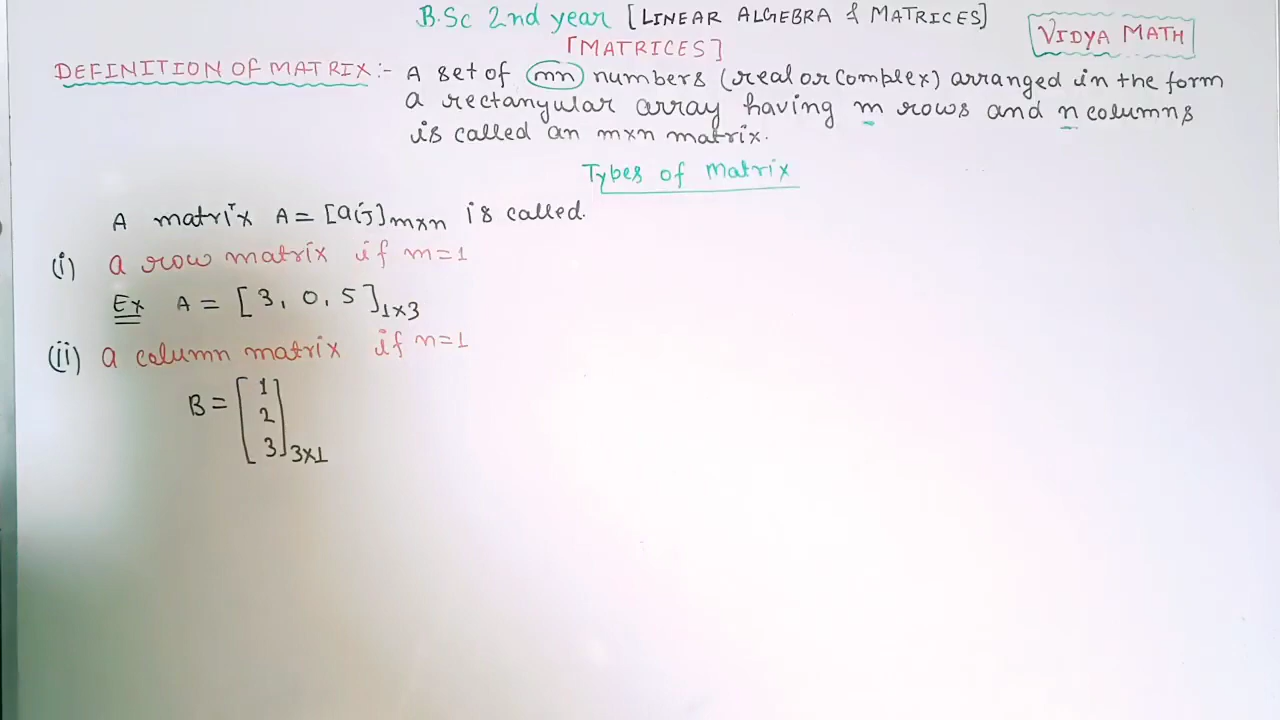 B.Sc 2nd year [LINEAR ALGEBRA & MATRICES]
[MATRICES]
VIDYA MATH
DEFINITION OF MATRIX:- A set of mn numbers (real or complex) arranged in the form
a rectangular array having m rows and n columns
is called an mxn matrix.
Types of Matrix
A matrix A = [aij]mxn is called.
(i) a row matrix if m=1
Ex A = [3, 0, 5]1×3
(ii) a column matrix if n=1
B = [1
2
3]3×1